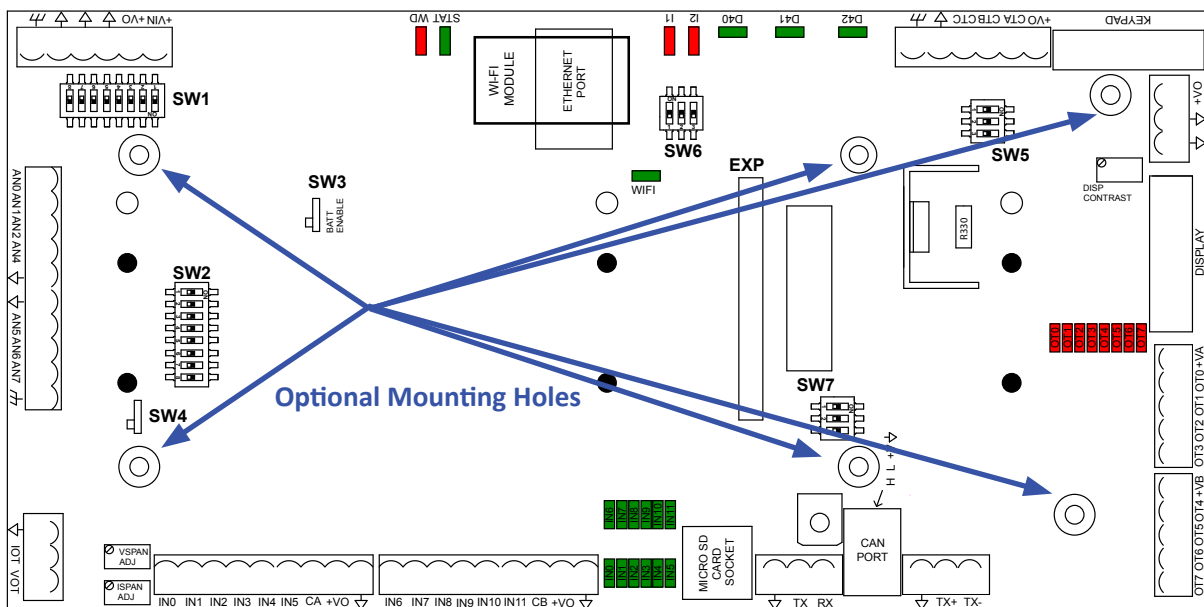 +VIN +VO
STAT WD
I1
I2
D40
D41
D42
+VO CTA CTB CTC
KEYPAD
WI-FI
MODULE
ETHERNET
PORT
+VO
SW1
SW6
SW5
WIFI
EXP
DISP
CONTRAST
SW3
BATT
ENABLE
R330
AN0 AN1 AN2 AN4
AN5 AN6 AN7
DISPLAY
SW2
OT0
OT1
OT2
OT3
OT4
OT5
OT6
OT7
Optional Mounting Holes
SW7
SW4
OT3 OT2 OT1 OT0 +VA
H L +
OT7 OT6 OT5 OT4 +VB
IN6
IN7
IN8
IN9
IN10
IN11
IOT VOT
VSPAN
ADJ
ISPAN
ADJ
IN0
IN1
IN2
IN3
IN4
IN5
MICRO SD
CARD
SOCKET
CAN
PORT
IN0 IN1 IN2 IN3 IN4 IN5 CA +VO
IN6 IN7 IN8 IN9 IN10 IN11 CB +VO
TX RX
TX+ TX-